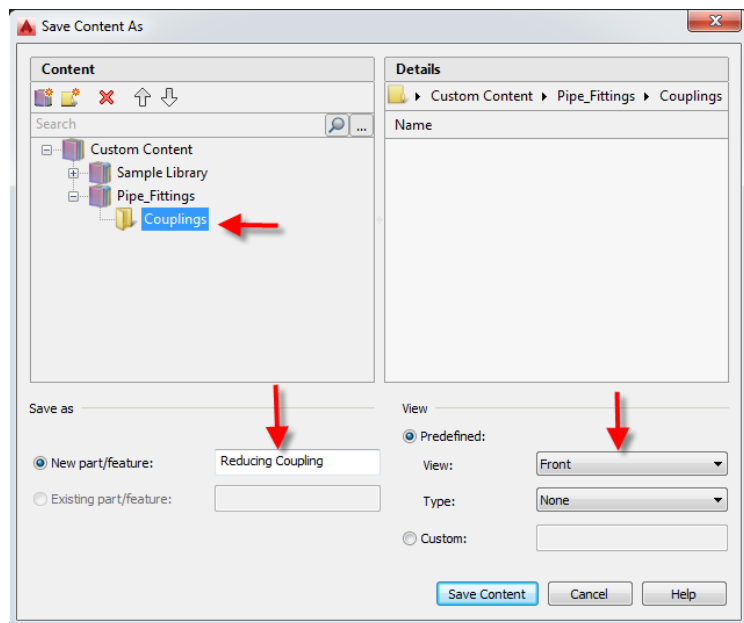 Save Content As
Content
Details
Custom Content Pipe_Fittings Couplings
Search
...
Name
Custom Content
Sample Library
Pipe_Fittings
Couplings
Save as
View
Predefined:
New part/feature: Reducing Coupling
View: Front
Existing part/feature:
Type: None
Custom:
Save Content Cancel Help